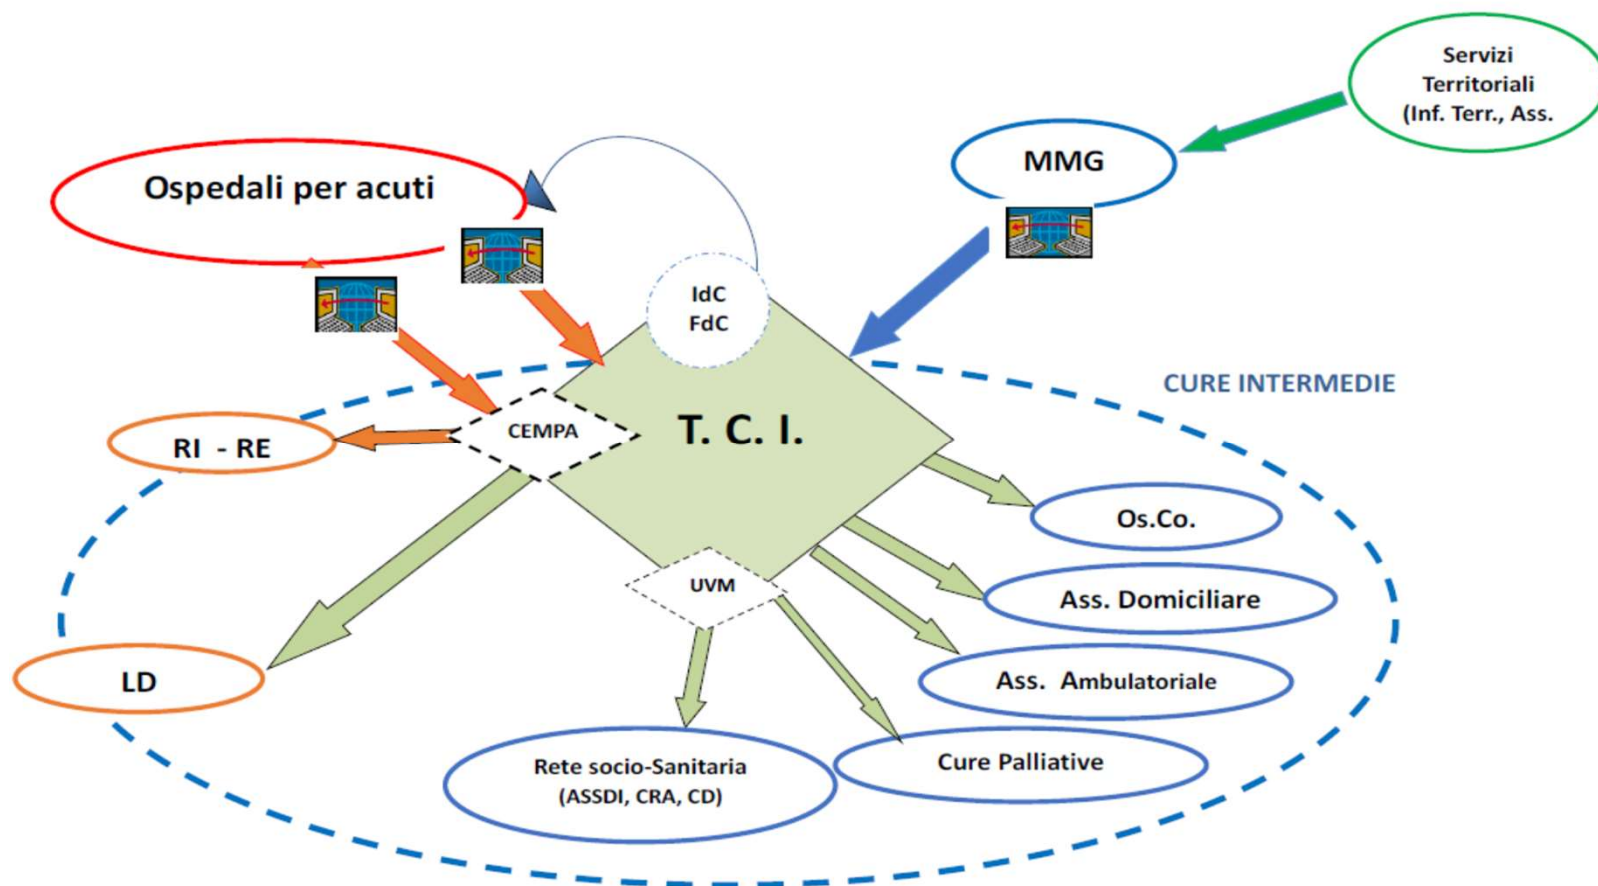 Servizi
Territoriali
(Inf. Terr., Ass.
MMG
Ospedali per acuti
IdC
FdC
CURE INTERMEDIE
T. C. I.
CEMPA
RI - RE
Os.Co.
UVM
Ass. Domiciliare
LD
Ass. Ambulatoriale
Rete socio-Sanitaria
(ASSDI, CRA, CD)
Cure Palliative